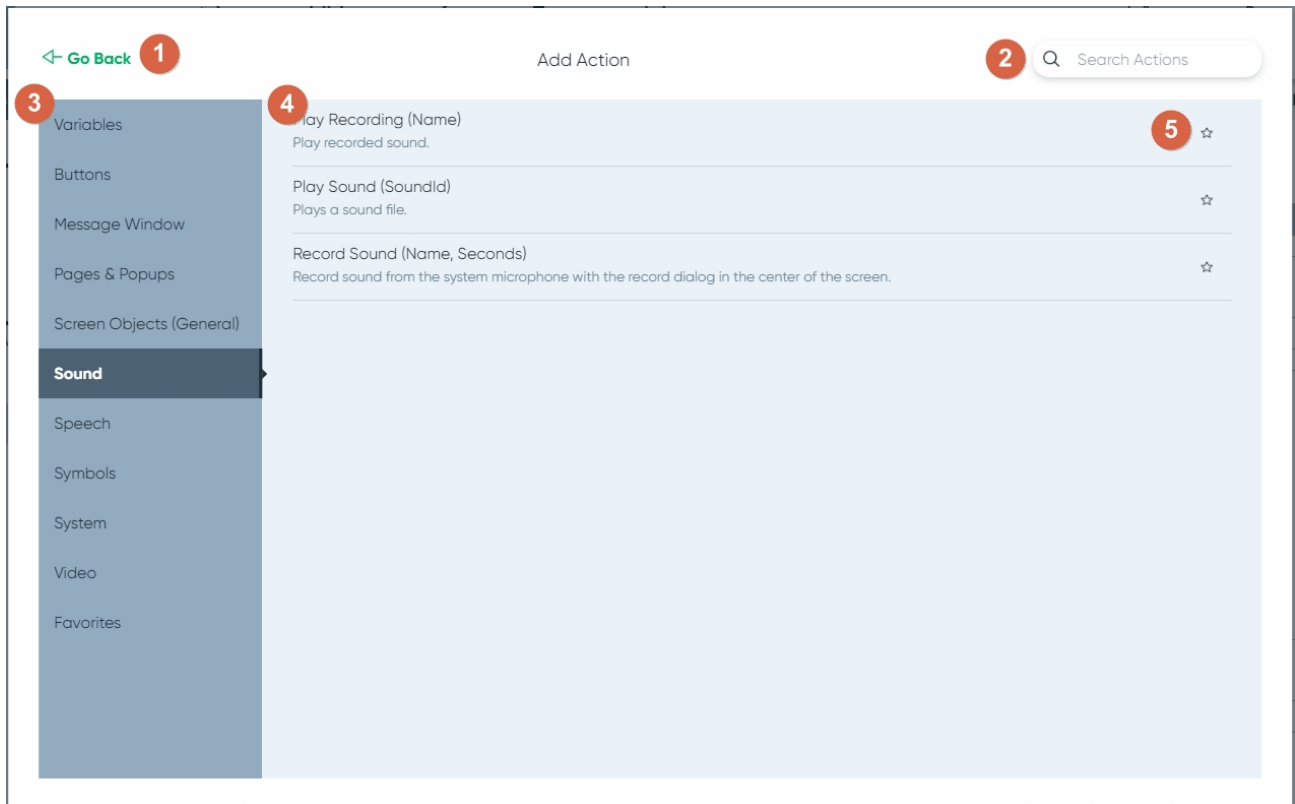 Go Back
1
Add Action
2
Search Actions
3
4
Variables
Buttons
Message Window
Pages & Popups
Screen Objects (General)
Sound
Speech
Symbols
System
Video
Favorites
Play Recording (Name)
Play recorded sound.
5
Play Sound (SoundId)
Plays a sound file.
Record Sound (Name, Seconds)
Record sound from the system microphone with the record dialog in the center of the screen.